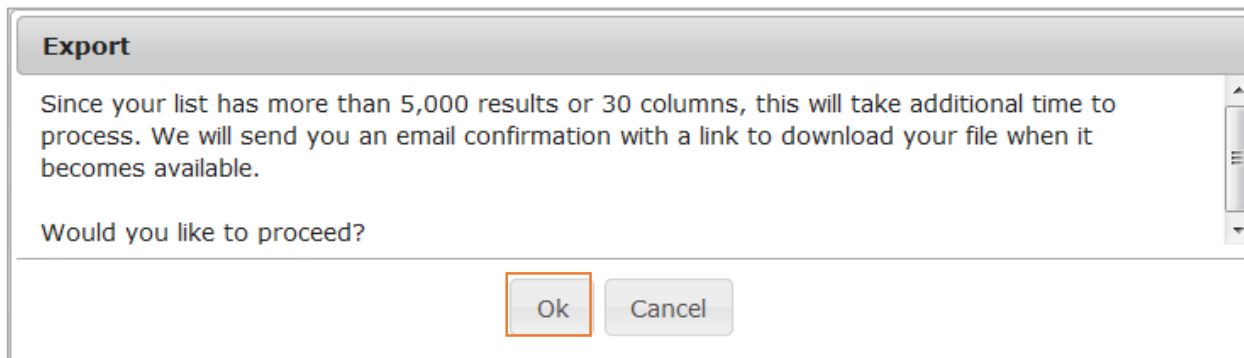 Export
Since your list has more than 5,000 results or 30 columns, this will take additional time to
process. We will send you an email confirmation with a link to download your file when it
becomes available.
Would you like to proceed?
Ok Cancel